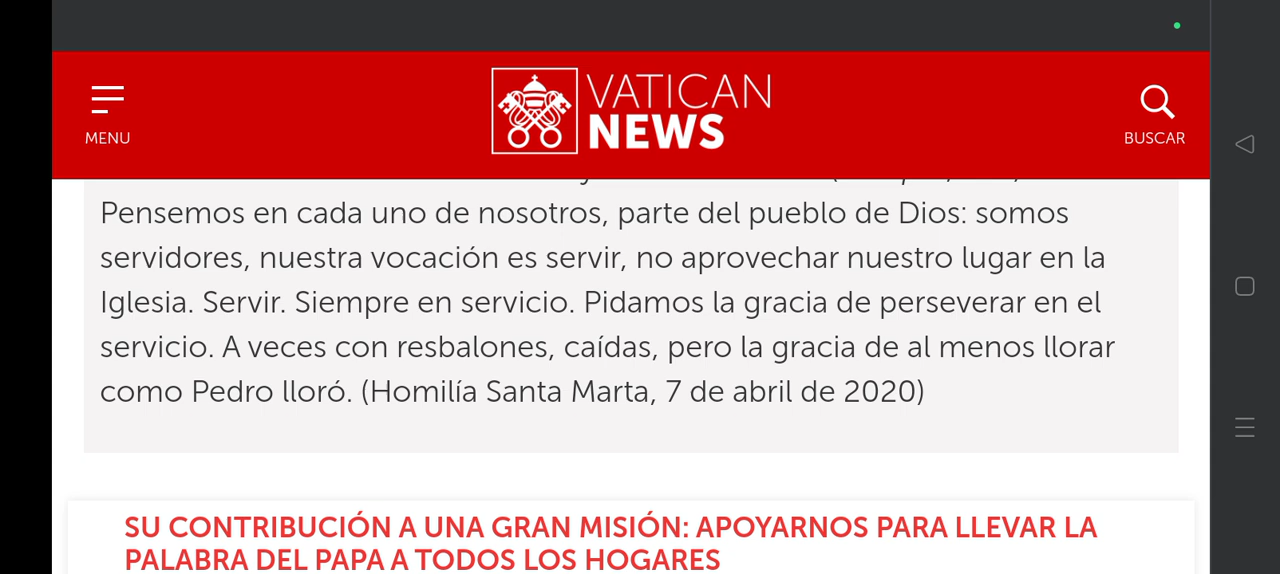 VATICAN
NEWS
MENU
BUSCAR
Pensemos en cada uno de nosotros, parte del pueblo de Dios: somos
servidores, nuestra vocación es servir, no aprovechar nuestro lugar en la
Iglesia. Servir. Siempre en servicio. Pidamos la gracia de perseverar en el
servicio. A veces con resbalones, caídas, pero la gracia de al menos llorar
como Pedro lloró. (Homilía Santa Marta, 7 de abril de 2020)
SU CONTRIBUCIÓN A UNA GRAN MISIÓN: APOYARNOS PARA LLEVAR LA
PALABRA DEL PAPA A TODOS LOS HOGARES